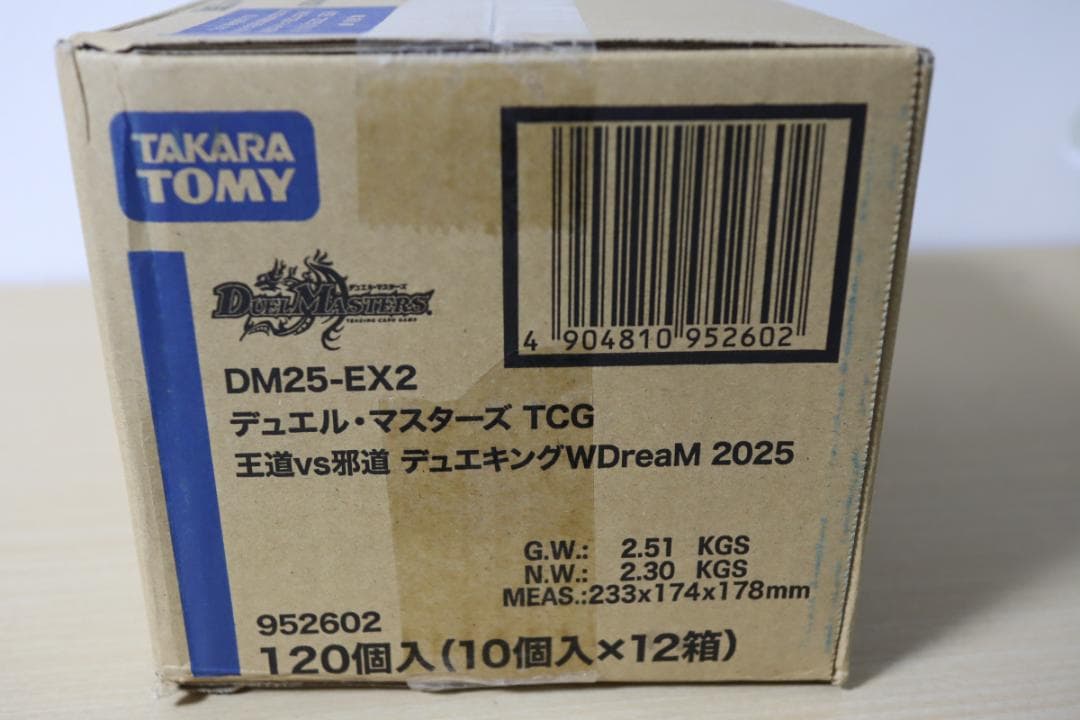 TAKARA
TOMY
デュエル・マスターズ
DUEL MASTERS
TRADING CARD GAME
4 904810 952602
DM25-EX2
デュエル・マスターズ TCG
王道vs邪道 デュエキングWDreaM 2025
G.W.: 2.51 KGS
N.W.: 2.30 KGS
MEAS.:233x174x178mm
952602
120個入(10個入×12箱)